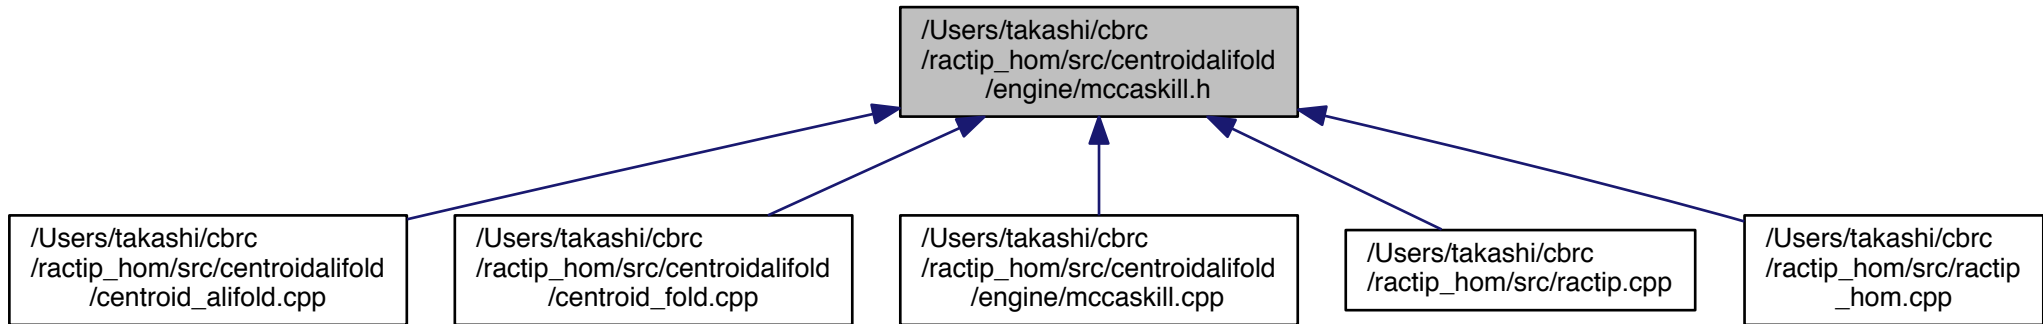 /Users/takashi/cbrc
/ractip_hom/src/centroidalifold
/engine/mccaskill.h
/Users/takashi/cbrc
/ractip_hom/src/centroidalifold
/centroid_alifold.cpp
/Users/takashi/cbrc
/ractip_hom/src/centroidalifold
/centroid_fold.cpp
/Users/takashi/cbrc
/ractip_hom/src/centroidalifold
/engine/mccaskill.cpp
/Users/takashi/cbrc
/ractip_hom/src/ractip.cpp
/Users/takashi/cbrc
/ractip_hom/src/ractip
_hom.cpp